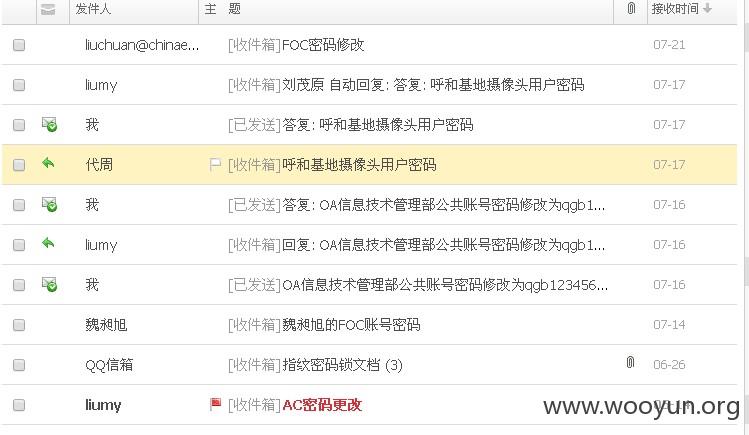 发件人 主 题 接收时间
liuchuan@chinae... [收件箱]FOC密码修改 07-21
liumy [收件箱]刘茂原 自动回复: 答复: 呼和基地摄像头用户密码 07-17
我 [已发送]答复: 呼和基地摄像头用户密码 07-17
代周 [收件箱]呼和基地摄像头用户密码 07-17
我 [已发送]答复: OA信息技术管理部公共账号密码修改为qgb1... 07-16
liumy [收件箱]回复: OA信息技术管理部公共账号密码修改为qgb1... 07-16
我 [已发送]OA信息技术管理部公共账号密码修改为qgb123456... 07-16
魏昶旭 [收件箱]魏昶旭的FOC账号密码 07-14
QQ信箱 [收件箱]指纹密码锁文档 (3) 06-26
liumy [收件箱]AC密码更改
www.wooyun.org